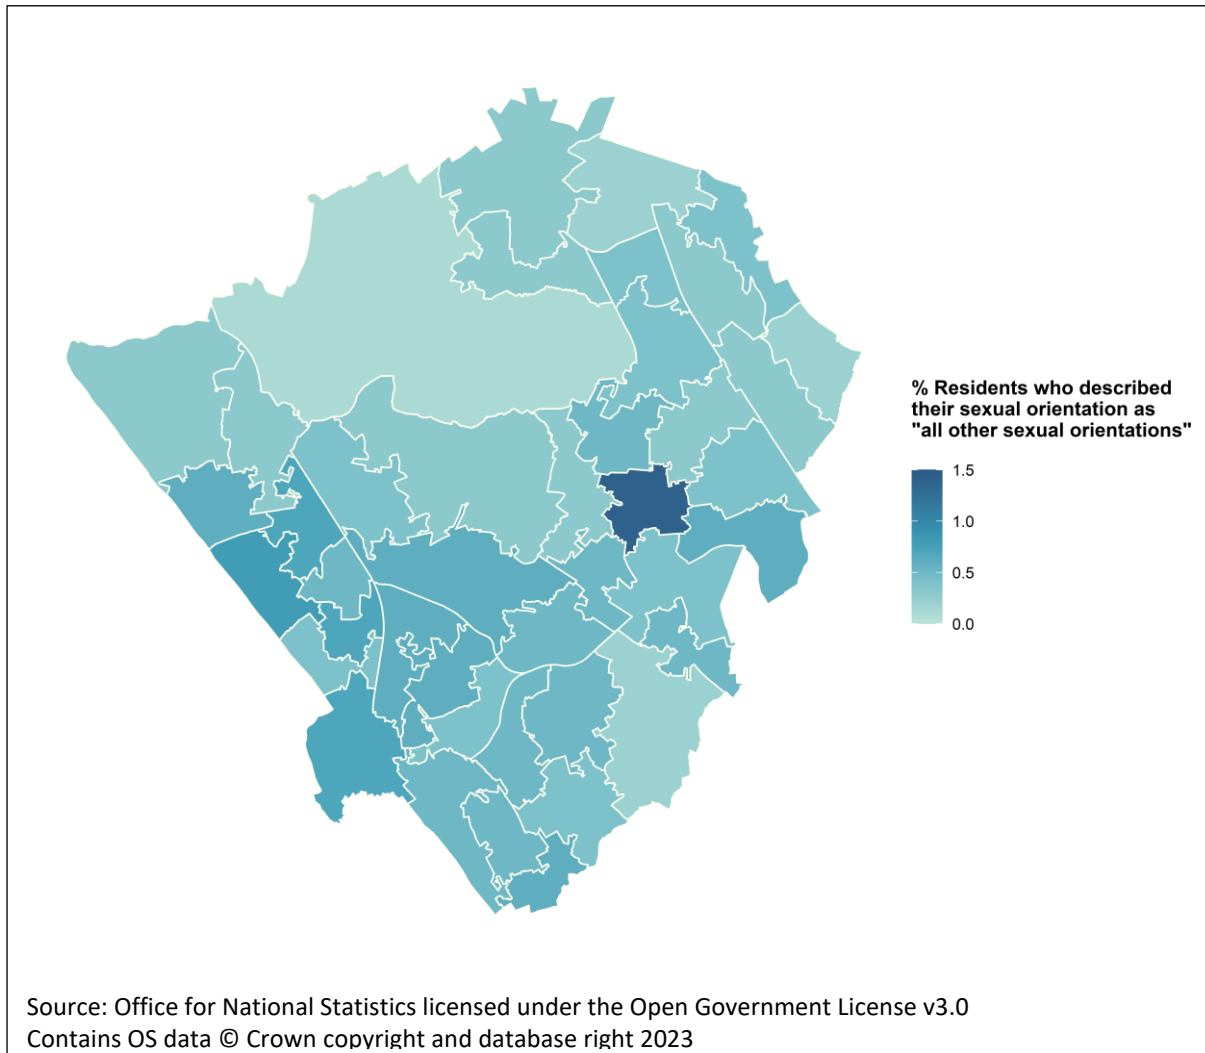 % Residents who described
their sexual orientation as
"all other sexual orientations"
1.5
1.0
0.5
0.0
Source: Office for National Statistics licensed under the Open Government License v3.0
Contains OS data © Crown copyright and database right 2023